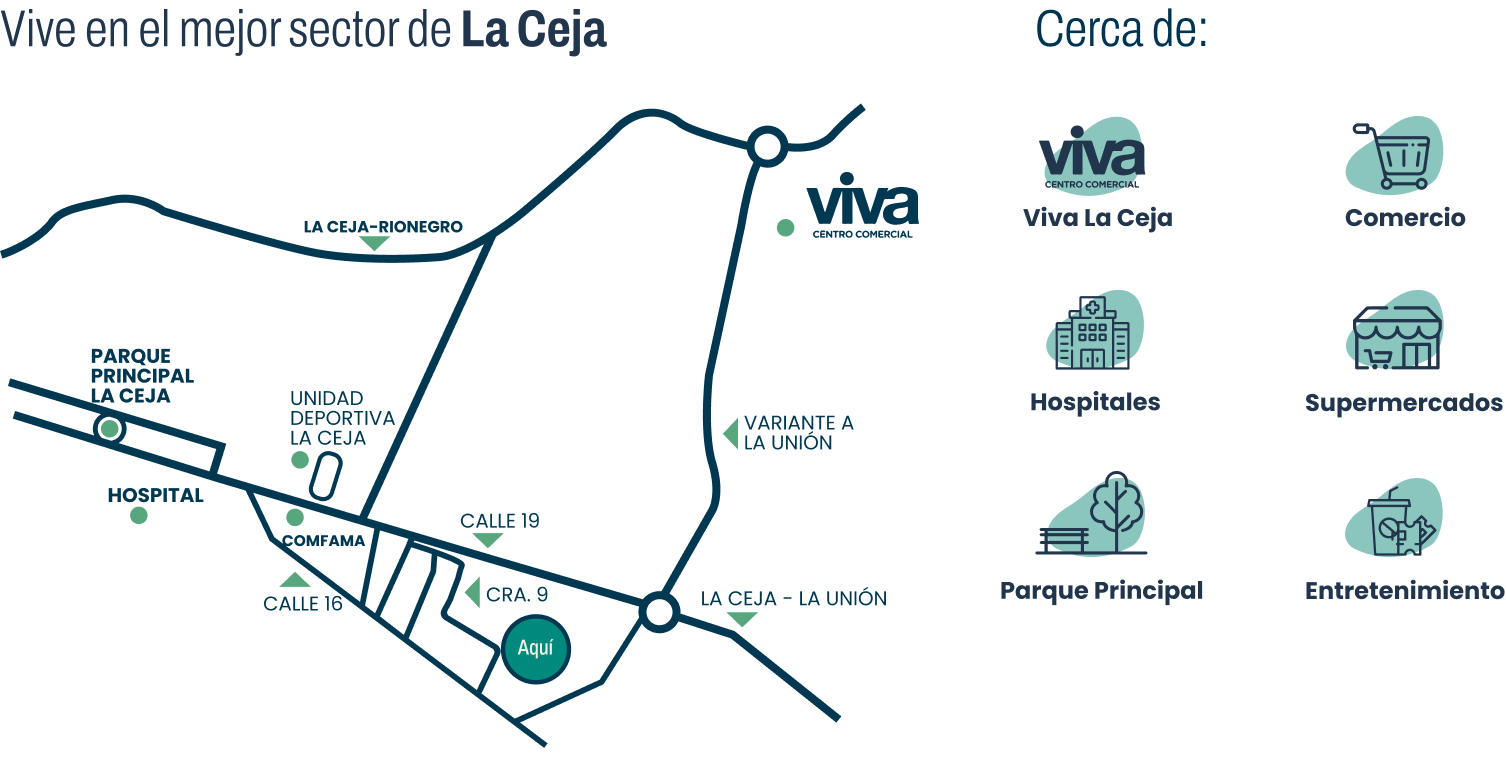 Vive en el mejor sector de La Ceja
LA CEJA-RIONEGRO
viva
CENTRO COMERCIAL
PARQUE
PRINCIPAL
LA CEJA
UNIDAD
DEPORTIVA
LA CEJA
VARIANTE A
LA UNIÓN
HOSPITAL
COMFAMA
CALLE 19
CALLE 16
CRA. 9
LA CEJA - LA UNIÓN
Aquí
Cerca de:
viva
CENTRO COMERCIAL
Viva La Ceja
Comercio
Hospitales
Supermercados
Parque Principal
Entretenimiento